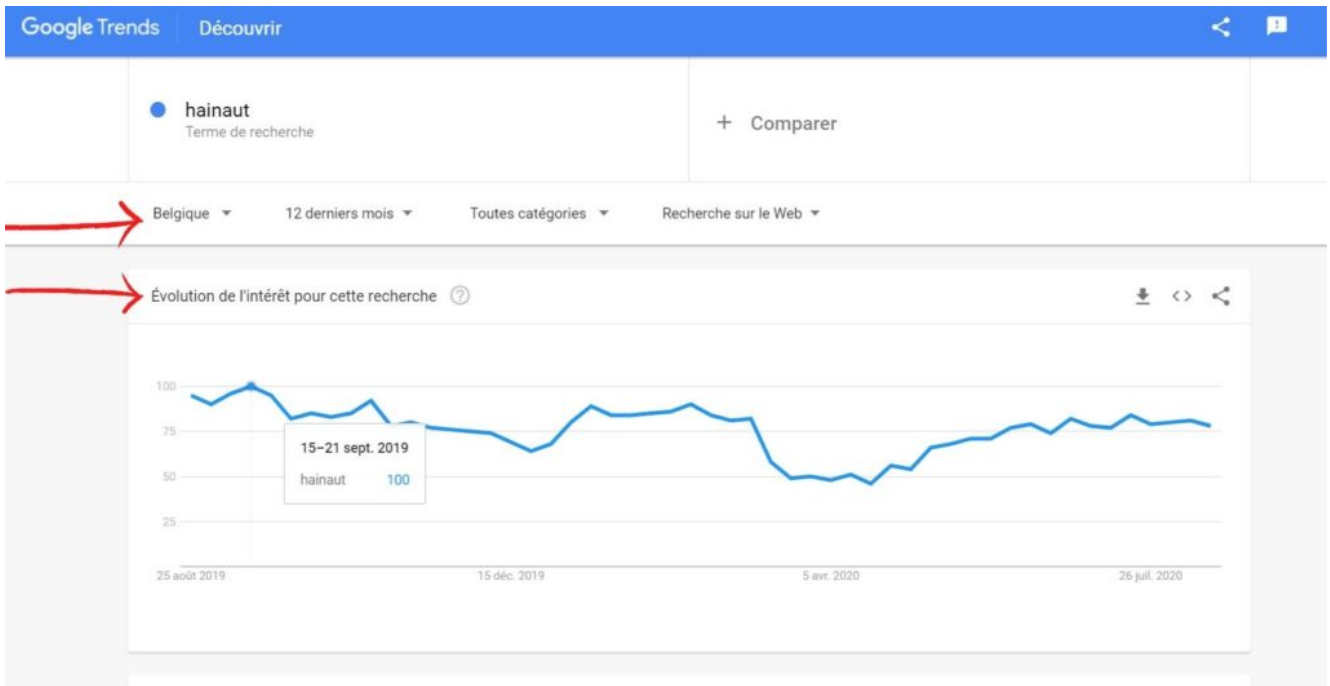 Google Trends Découvrir
hainaut
Terme de recherche
+ Comparer
Belgique 12 derniers mois Toutes catégories Recherche sur le Web
Évolution de l'intérêt pour cette recherche ?
100
75
50
25
15–21 sept. 2019
hainaut 100
25 août 2019 15 déc. 2019 5 avr. 2020 26 juil. 2020